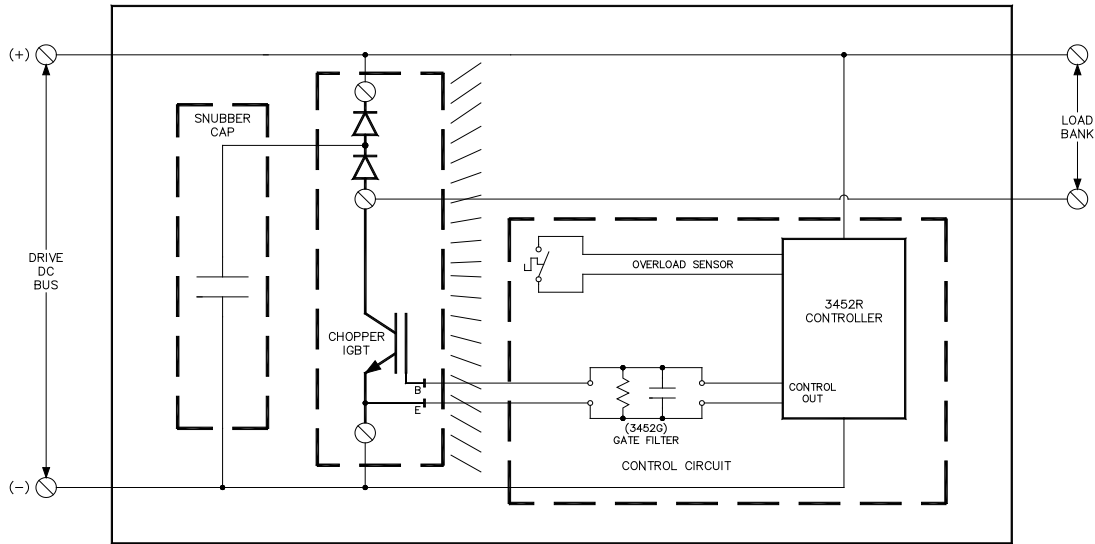 (+)
SNUBBER
CAP
LOAD
BANK
DRIVE
DC
BUS
OVERLOAD SENSOR
3452R
CONTROLLER
CHOPPER
IGBT
B
E
CONTROL
OUT
(3452G)
GATE FILTER
CONTROL CIRCUIT
(-)